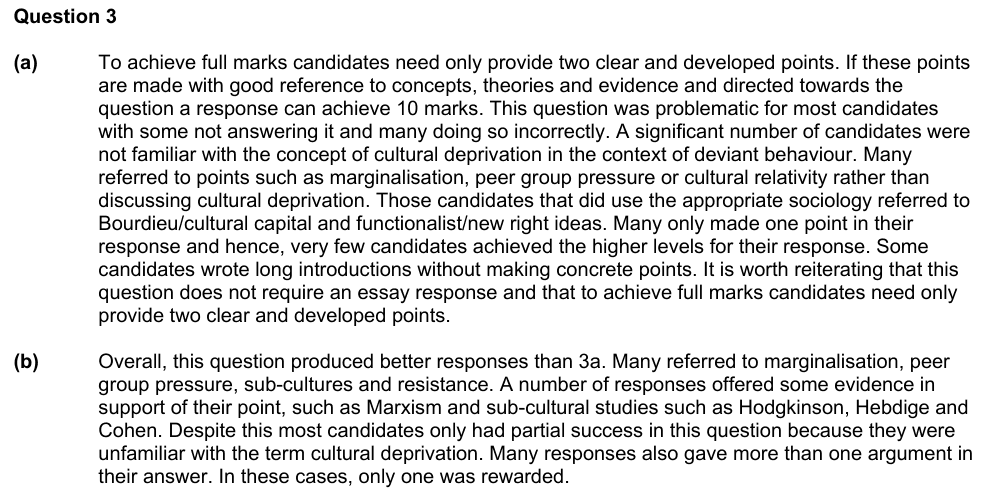 Question 3
(a) To achieve full marks candidates need only provide two clear and developed points. If these points
are made with good reference to concepts, theories and evidence and directed towards the
question a response can achieve 10 marks. This question was problematic for most candidates
with some not answering it and many doing so incorrectly. A significant number of candidates were
not familiar with the concept of cultural deprivation in the context of deviant behaviour. Many
referred to points such as marginalisation, peer group pressure or cultural relativity rather than
discussing cultural deprivation. Those candidates that did use the appropriate sociology referred to
Bourdieu/cultural capital and functionalist/new right ideas. Many only made one point in their
response and hence, very few candidates achieved the higher levels for their response. Some
candidates wrote long introductions without making concrete points. It is worth reiterating that this
question does not require an essay response and that to achieve full marks candidates need only
provide two clear and developed points.
(b) Overall, this question produced better responses than 3a. Many referred to marginalisation, peer
group pressure, sub-cultures and resistance. A number of responses offered some evidence in
support of their point, such as Marxism and sub-cultural studies such as Hodgkinson, Hebdige and
Cohen. Despite this most candidates only had partial success in this question because they were
unfamiliar with the term cultural deprivation. Many responses also gave more than one argument in
their answer. In these cases, only one was rewarded.